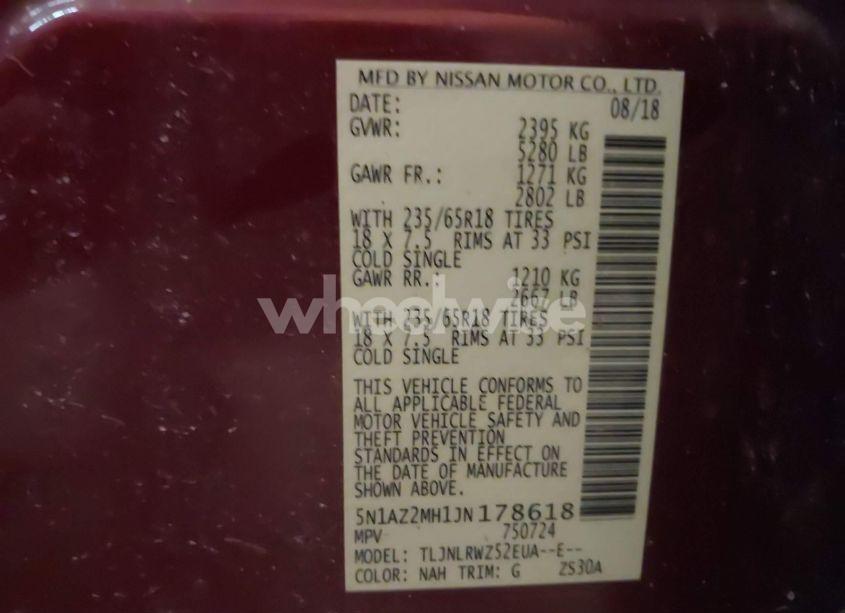 MFD BY NISSAN MOTOR CO., LTD.
DATE: 08/18
GVWR: 2395 KG
5280 LB
GAWR FR.: 1271 KG
2802 LB
WITH 235/65R18 TIRES
18 X 7.5 RIMS AT 33 PSI
COLD SINGLE
GAWR RR.: 1210 KG
2667 LB
wheelwise
WITH 235/65R18 TIRES
18 X 7.5 RIMS AT 33 PSI
COLD SINGLE
THIS VEHICLE CONFORMS TO
ALL APPLICABLE FEDERAL
MOTOR VEHICLE SAFETY AND
THEFT PREVENTION
STANDARDS IN EFFECT ON
THE DATE OF MANUFACTURE
SHOWN ABOVE.
5N1AZ2MH1JN178618
MPV 750724
MODEL: TLJNLRWZ52EUA--E--
COLOR: NAH TRIM: G ZS30A